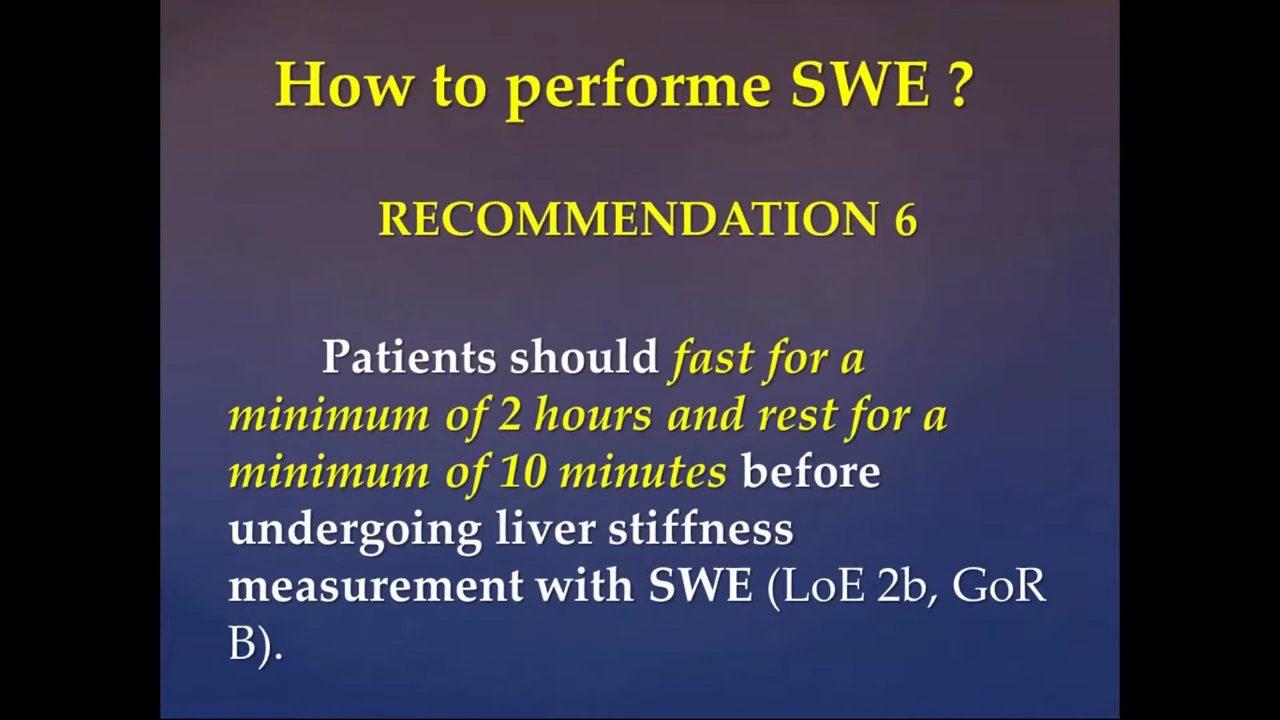 How to performe SWE ?
RECOMMENDATION 6
Patients should fast for a
minimum of 2 hours and rest for a
minimum of 10 minutes before
undergoing liver stiffness
measurement with SWE (LoE 2b, GoR
B).